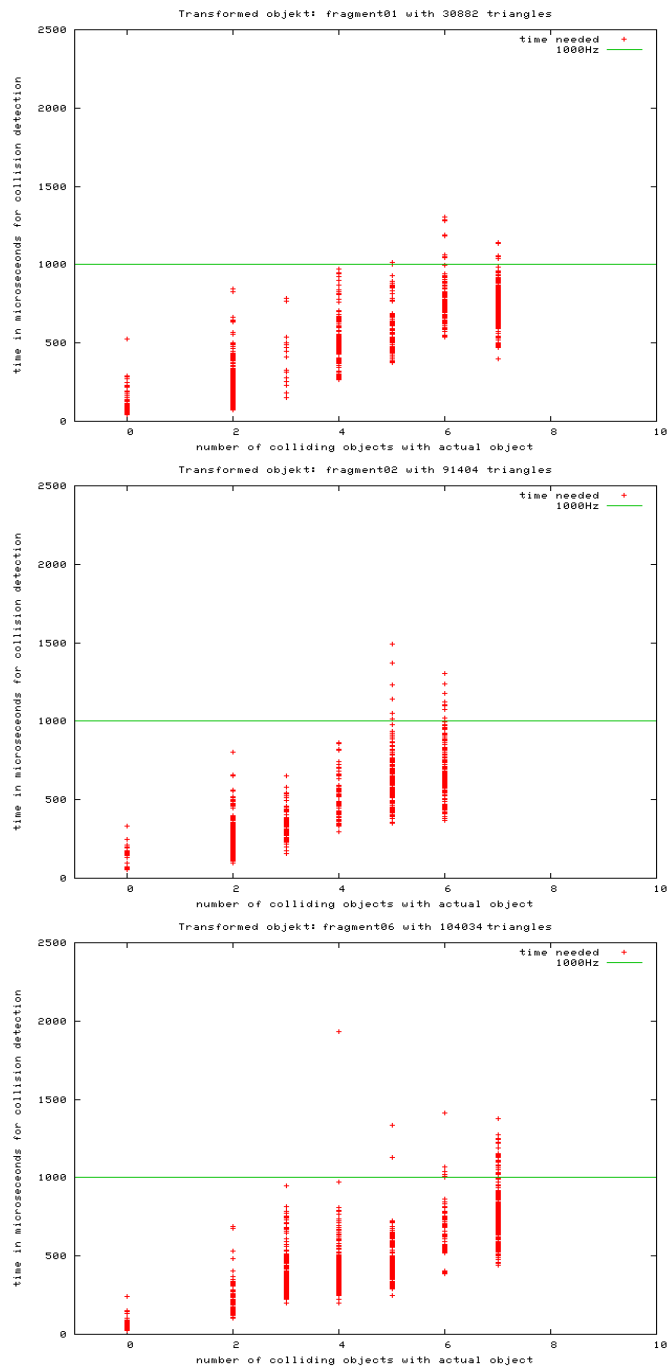 Transformed objekt: fragment01 with 30882 triangles
time needed
1000Hz
2500
2000
1500
1000
500
0
time in microseceonds for collision detection
0 2 4 6 8 10
number of colliding objects with actual object
Transformed objekt: fragment02 with 91404 triangles
time needed
1000Hz
2500
2000
1500
1000
500
0
time in microseceonds for collision detection
0 2 4 6 8 10
number of colliding objects with actual object
Transformed objekt: fragment06 with 104034 triangles
time needed
1000Hz
2500
2000
1500
1000
500
0
time in microseceonds for collision detection
0 2 4 6 8 10
number of colliding objects with actual object